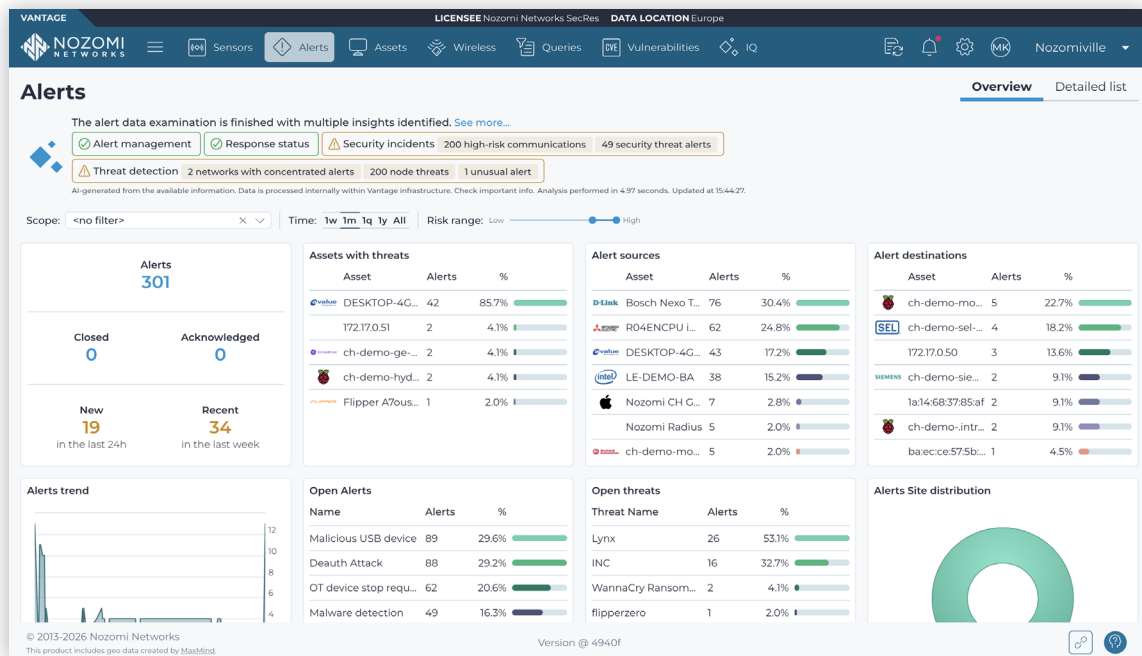 VANTAGE
LICENSEE Nozomi Networks SecRes DATA LOCATION Europe
NOZOMI NETWORKS
Sensors Alerts Assets Wireless Queries CVE Vulnerabilities IQ MK Nozomiville
Alerts
Overview Detailed list
The alert data examination is finished with multiple insights identified. See more...
Alert management Response status Security incidents 200 high-risk communications 49 security threat alerts
Threat detection 2 networks with concentrated alerts 200 node threats 1 unusual alert
AI-generated from the available information. Data is processed internally within Vantage infrastructure. Check important info. Analysis performed in 4.97 seconds. Updated at 15:44:27.
Scope: <no filter> Time: 1w 1m 1q 1y All Risk range: Low High
Alerts
301
Closed
0
Acknowledged
0
New
19
in the last 24h
Recent
34
in the last week
Assets with threats
Asset Alerts %
evalue DESKTOP-4G... 42 85.7%
172.17.0.51 2 4.1%
ch-demo-ge-... 2 4.1%
ch-demo-hyd... 2 4.1%
FLIPPER Flipper A7ous... 1 2.0%
Alert sources
Asset Alerts %
D-Link Bosch Nexo T... 76 30.4%
R04ENCPU i... 62 24.8%
evalue DESKTOP-4G... 43 17.2%
intel LE-DEMO-BA 38 15.2%
Nozomi CH G... 7 2.8%
Nozomi Radius 5 2.0%
ch-demo-mo... 5 2.0%
Alert destinations
Asset Alerts %
ch-demo-mo... 5 22.7%
SEL ch-demo-sel-... 4 18.2%
172.17.0.50 3 13.6%
SIEMENS ch-demo-sie... 2 9.1%
1a:14:68:37:85:af 2 9.1%
ch-demo-.intr... 2 9.1%
ba:ec:ce:57:5b:... 1 4.5%
Alerts trend
12
10
8
6
4
Open Alerts
Name Alerts %
Malicious USB device 89 29.6%
Deauth Attack 88 29.2%
OT device stop requ... 62 20.6%
Malware detection 49 16.3%
Open threats
Threat Name Alerts %
Lynx 26 53.1%
INC 16 32.7%
WannaCry Ransom... 2 4.1%
flipperzero 1 2.0%
Alerts Site distribution
© 2013-2026 Nozomi Networks
This product includes geo data created by MaxMind.
Version @ 4940f